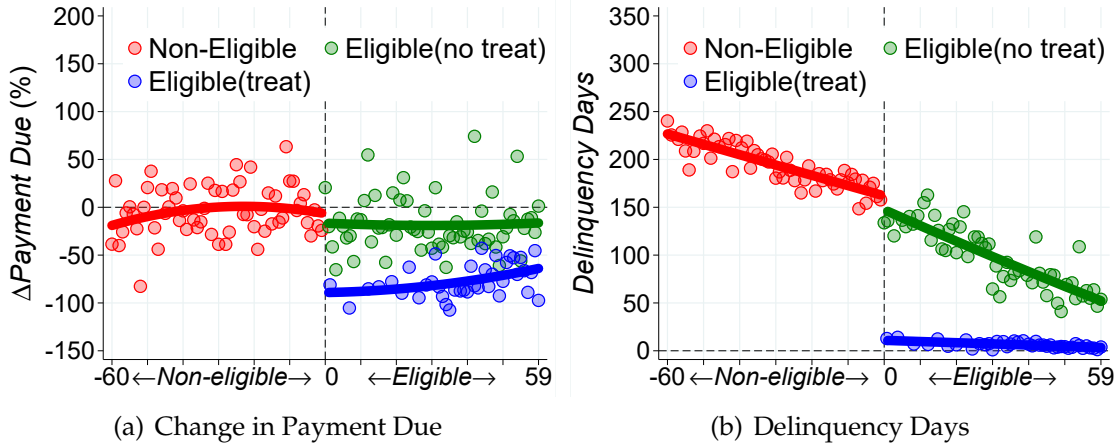 ΔPayment Due (%)
200
150
100
50
0
-50
-100
-150
Non-Eligible
Eligible(no treat)
Eligible(treat)
-60 ←Non-eligible→ 0 ←Eligible→ 59
(a) Change in Payment Due
Delinquency Days
350
300
250
200
150
100
50
0
Non-Eligible
Eligible(no treat)
Eligible(treat)
-60 ←Non-eligible→ 0 ←Eligible→ 59
(b) Delinquency Days